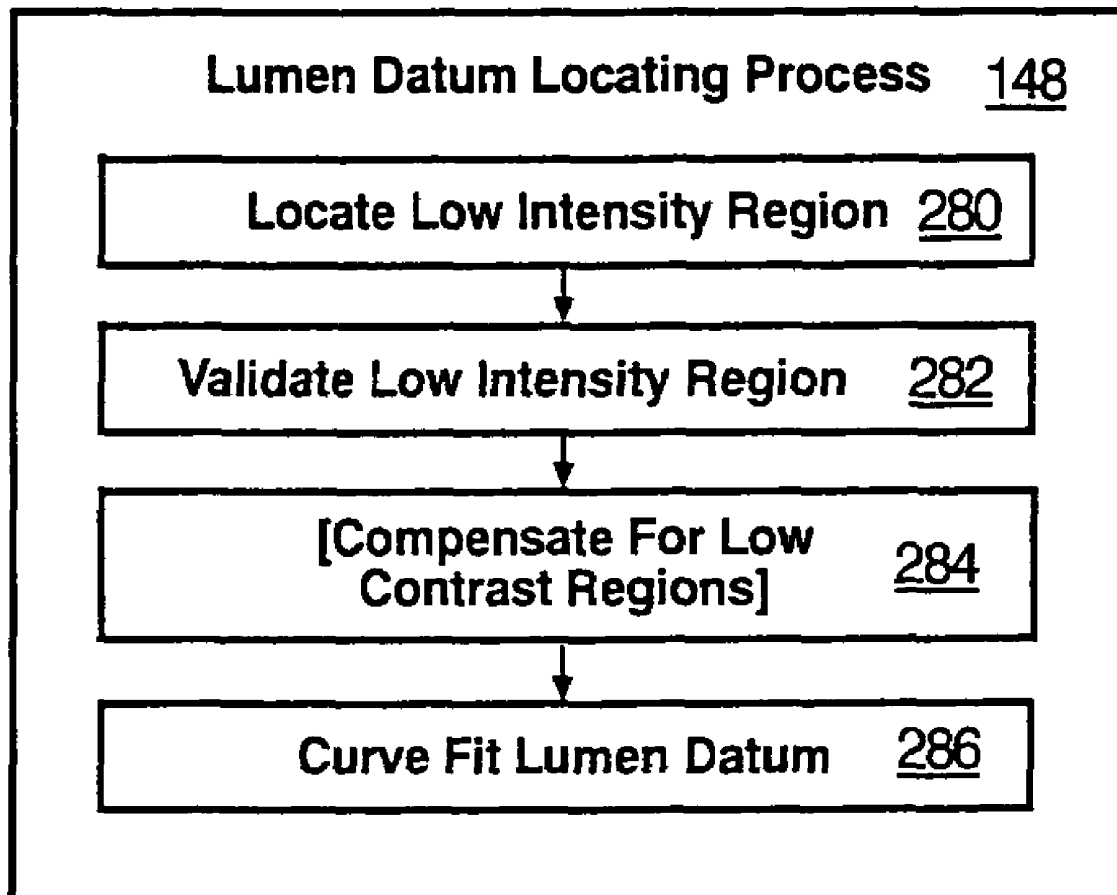 Lumen Datum Locating Process 148
Locate Low Intensity Region 280
Validate Low Intensity Region 282
[Compensate For Low
Contrast Regions] 284
Curve Fit Lumen Datum 286